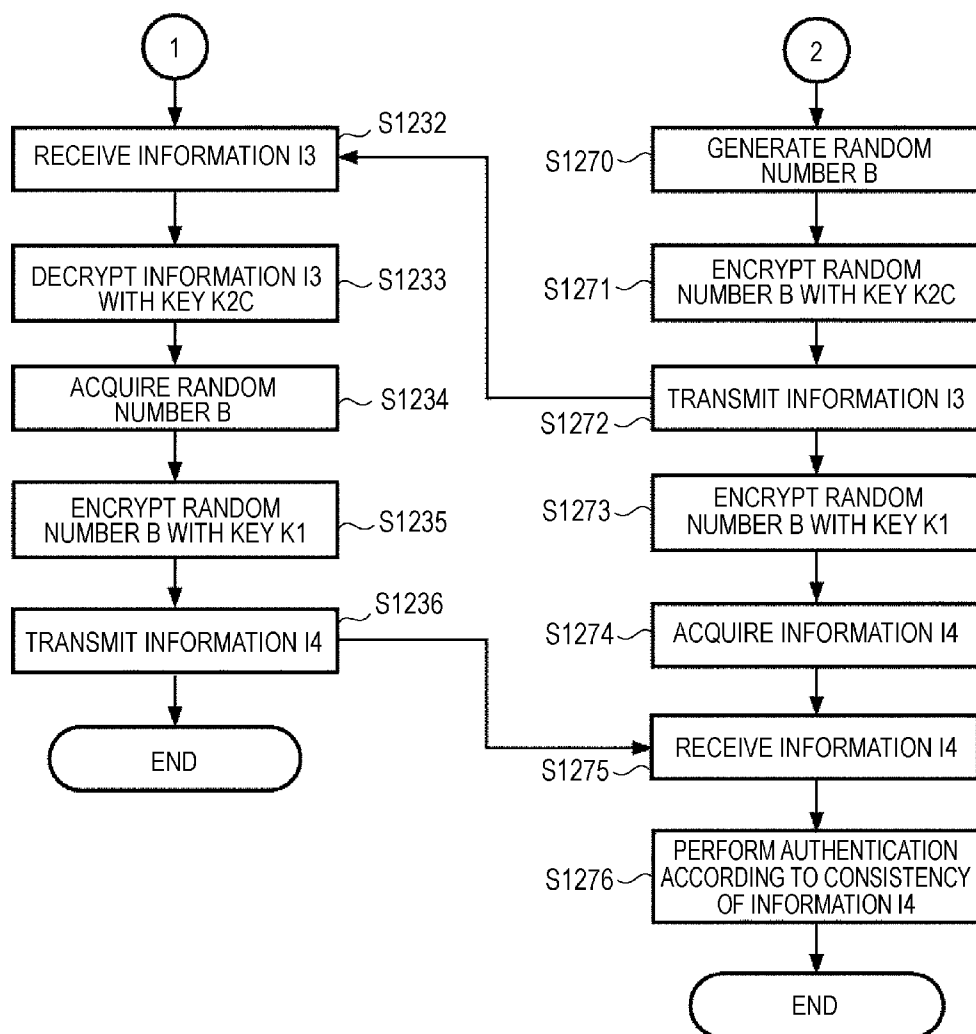 1
S1232
RECEIVE INFORMATION I3
DECRYPT INFORMATION I3
WITH KEY K2C
S1233
ACQUIRE RANDOM
NUMBER B
S1234
ENCRYPT RANDOM
NUMBER B WITH KEY K1
S1235
S1236
TRANSMIT INFORMATION I4
END
2
S1270
GENERATE RANDOM
NUMBER B
S1271
ENCRYPT RANDOM
NUMBER B WITH KEY K2C
TRANSMIT INFORMATION I3
S1272
S1273
ENCRYPT RANDOM
NUMBER B WITH KEY K1
S1274
ACQUIRE INFORMATION I4
RECEIVE INFORMATION I4
S1275
S1276
PERFORM AUTHENTICATION
ACCORDING TO CONSISTENCY
OF INFORMATION I4
END